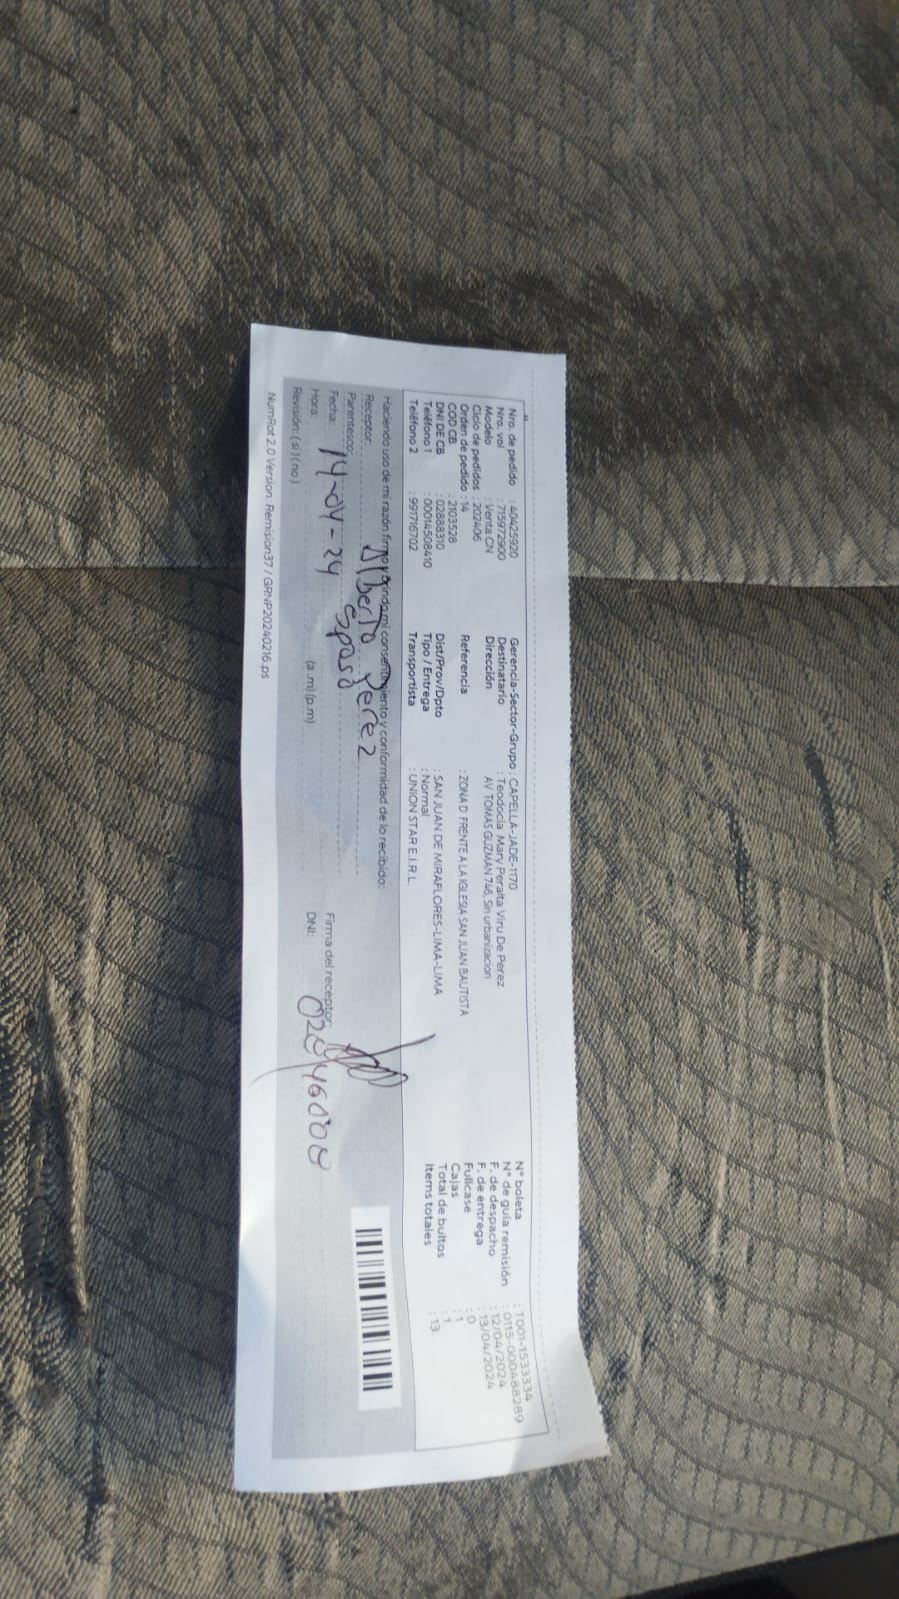 Nro. de pedido : 40425920
Nro. vol : 715972900
Modelo : Venta CN
Ciclo de pedidos : 202406
Orden de pedido : 14
COD CB : 2103528
DNI DE CB : 02888310
Teléfono 1 : 00014508410
Teléfono 2 : 991716702
Gerencia-Sector-Grupo : CAPELLA-JADE-1170
Destinatario : Teodocia Mary Peralta Viru De Perez
Dirección AV TOMAS GUZMAN 746, Sin urbanizacion
Referencia : ZONA D FRENTE A LA IGLESIA SAN JUAN BAUTISTA
Dist/Prov/Dpto : SAN JUAN DE MIRAFLORES-LIMA-LIMA
Tipo / Entrega : Normal
Transportista : UNION STAR E.I.R.L.
N° boleta : T001-1533334
N° de guía remisión : 0115-000488289
F. de despacho : 12/04/2024
F. de entrega : 13/04/2024
Fullcase : 0
Cajas : 1
Total de bultos : 1
Items totales : 13
Haciendo uso de mi razón firmo y brindo mi consentimiento y conformidad de lo recibido:
Receptor: Alberto Perez
Parentesco: Esposo
Fecha: 14-04-24
Hora: (a.m) (p.m)
Revisión: ( si ) ( no )
Firma del receptor:
DNI:
NumRot 2.0 Version. Remision37 / GRNP20240216.ps